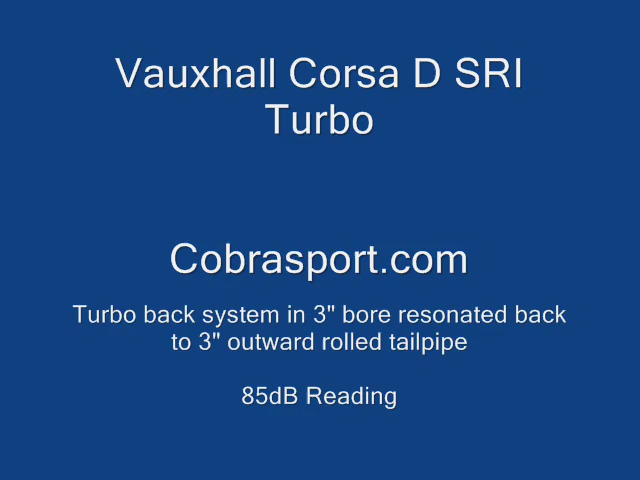 Vauxhall Corsa D SRI
Turbo
Cobrasport.com
Turbo back system in 3" bore resonated back
to 3" outward rolled tailpipe
85dB Reading